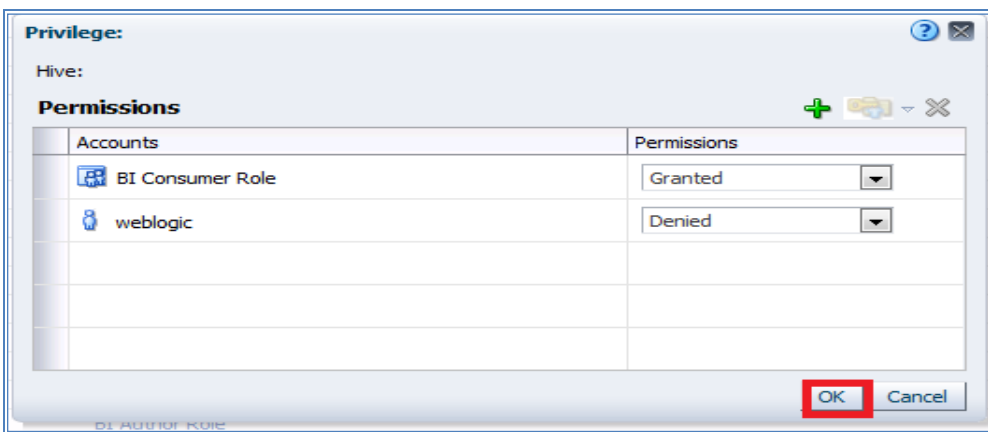 Privilege:
Hive:
Permissions
Accounts Permissions
BI Consumer Role Granted
weblogic Denied
OK Cancel
BI Author Role